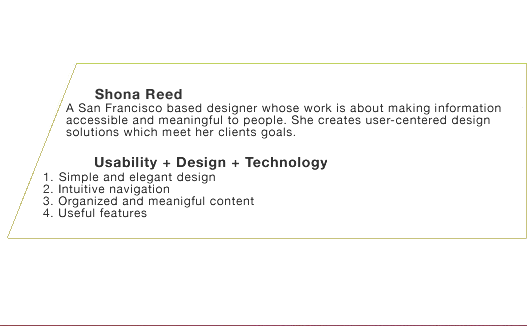 Shona Reed
A San Francisco based designer whose work is about making information
accessible and meaningful to people. She creates user-centered design
solutions which meet her clients goals.
Usability + Design + Technology
1. Simple and elegant design
2. Intuitive navigation
3. Organized and meanigful content
4. Useful features